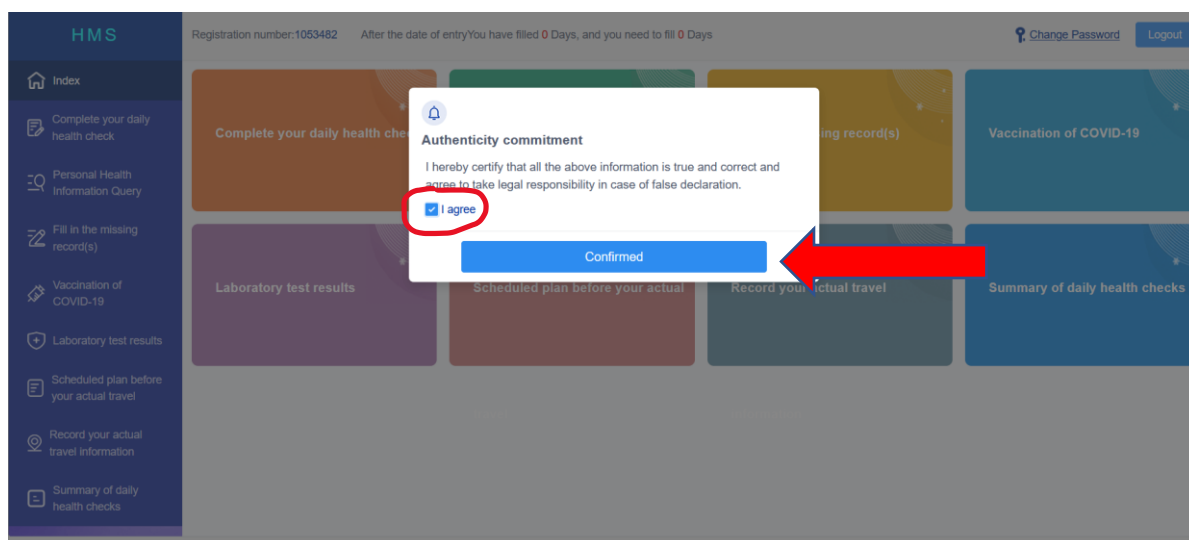 HMS
Registration number:1053482 After the date of entryYou have filled 0 Days, and you need to fill 0 Days
Change Password
Logout
Index
Complete your daily
health check
Personal Health
Information Query
Fill in the missing
record(s)
Vaccination of
COVID-19
Laboratory test results
Scheduled plan before
your actual travel
Record your actual
travel information
Summary of daily
health checks
Complete your daily health che
ing record(s)
Vaccination of COVID-19
Authenticity commitment
I hereby certify that all the above information is true and correct and
agree to take legal responsibility in case of false declaration.
I agree
Confirmed
Laboratory test results
Scheduled plan before your actual
Record your actual travel
Summary of daily health checks